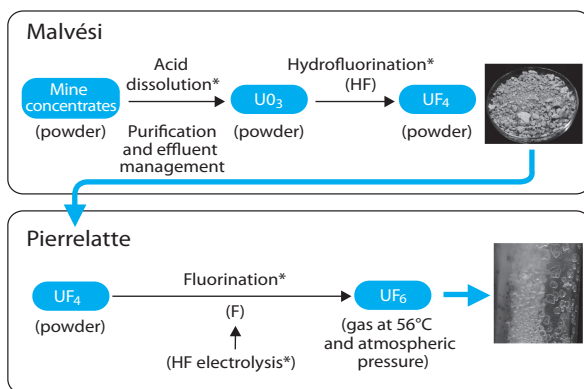 Malvési
Acid
dissolution*
Hydrofluorination*
(HF)
Mine
concentrates
U0₃
UF₄
(powder)
(powder)
(powder)
Purification
and effluent
management
Pierrelatte
Fluorination*
UF₄
UF₆
(powder)
(F)
(gas at 56°C
and atmospheric
pressure)
(HF electrolysis*)